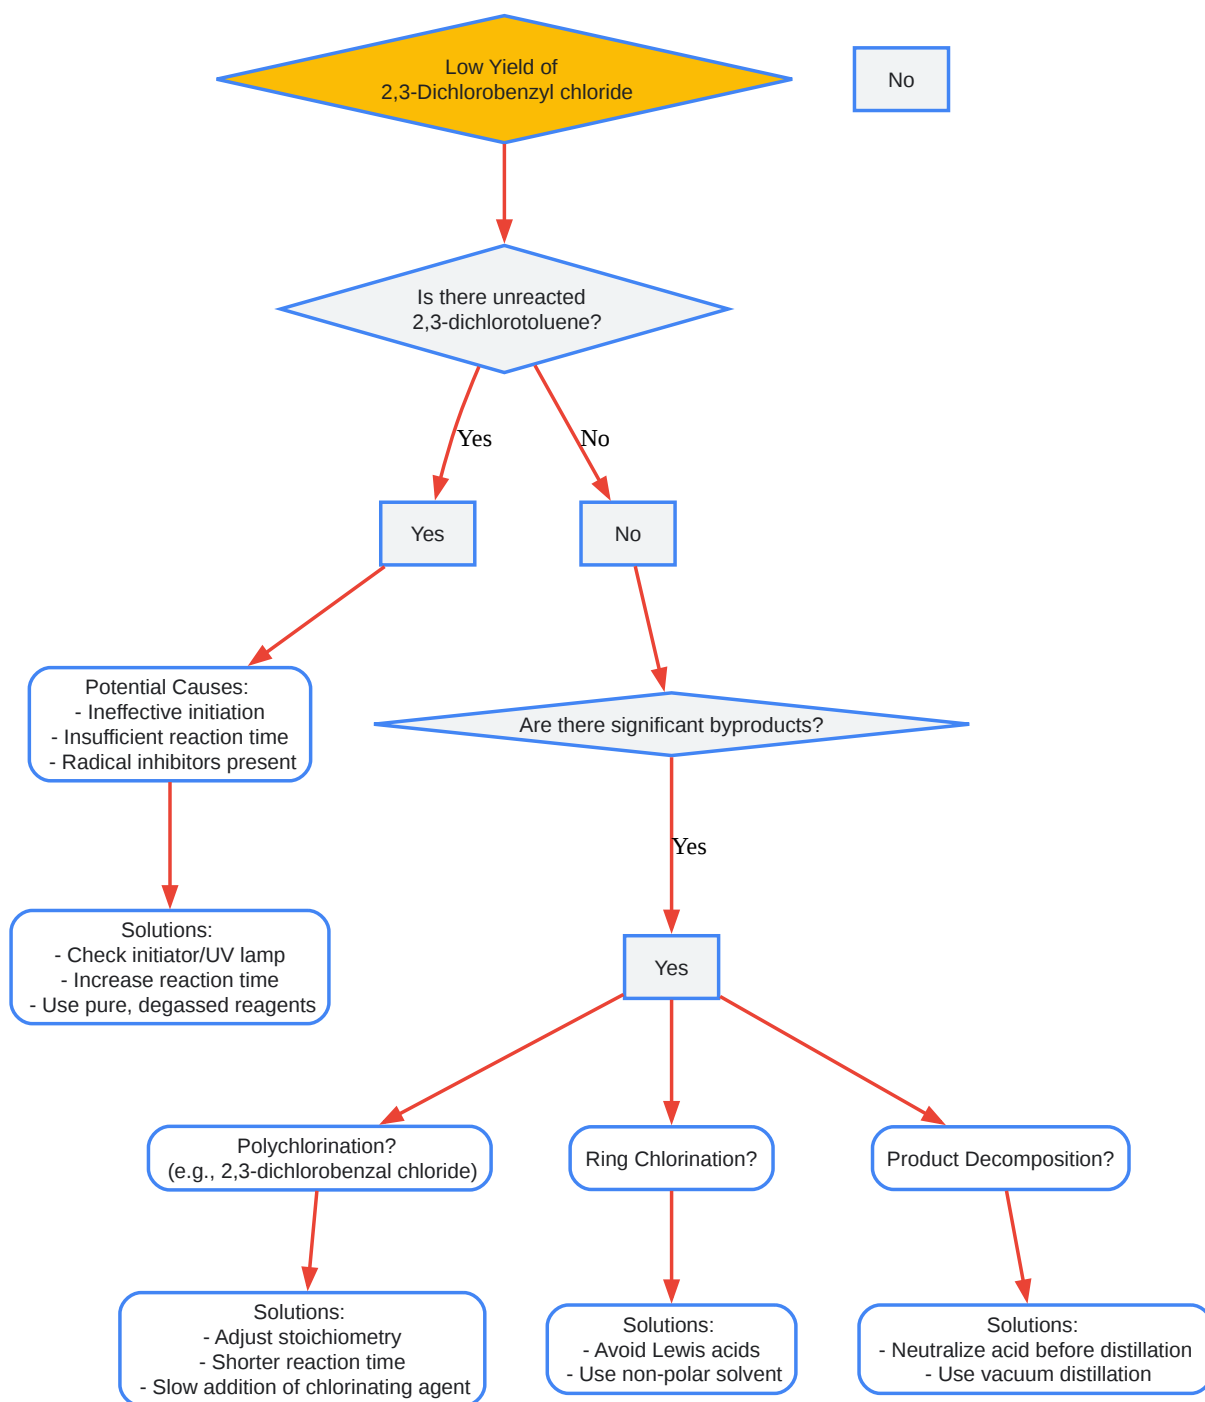 Low Yield of
2,3-Dichlorobenzyl chloride
No
Is there unreacted
2,3-dichlorotoluene?
Yes
No
Yes
No
Potential Causes:
- Ineffective initiation
- Insufficient reaction time
- Radical inhibitors present
Are there significant byproducts?
Yes
Solutions:
- Check initiator/UV lamp
- Increase reaction time
- Use pure, degassed reagents
Yes
Polychlorination?
(e.g., 2,3-dichlorobenzal chloride)
Ring Chlorination?
Product Decomposition?
Solutions:
- Adjust stoichiometry
- Shorter reaction time
- Slow addition of chlorinating agent
Solutions:
- Avoid Lewis acids
- Use non-polar solvent
Solutions:
- Neutralize acid before distillation
- Use vacuum distillation